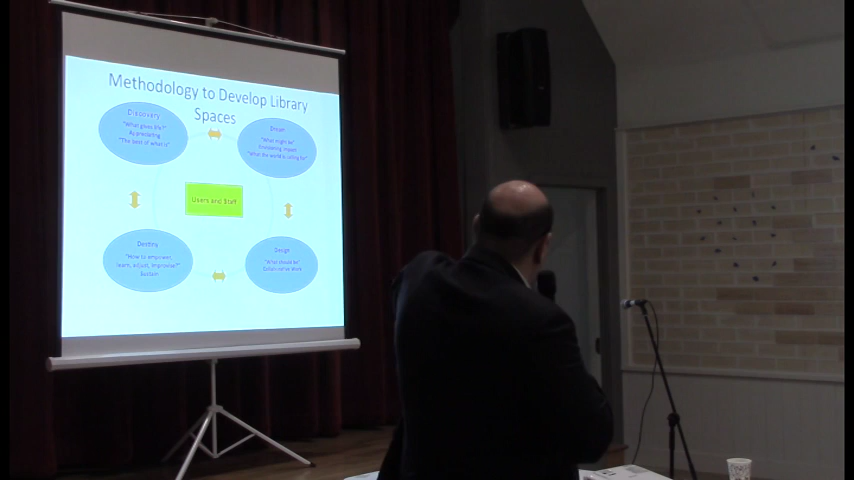 Methodology to Develop Library
Spaces
Discovery
"What gives life?"
Appreciating
"The best of what is"
Dream
"What might be"
Envisioning Impact
"What the world is calling for"
Users and Staff
Destiny
"How to empower,
learn, adjust, improvise?"
Sustain
Design
"What should be"
Collaborative Work